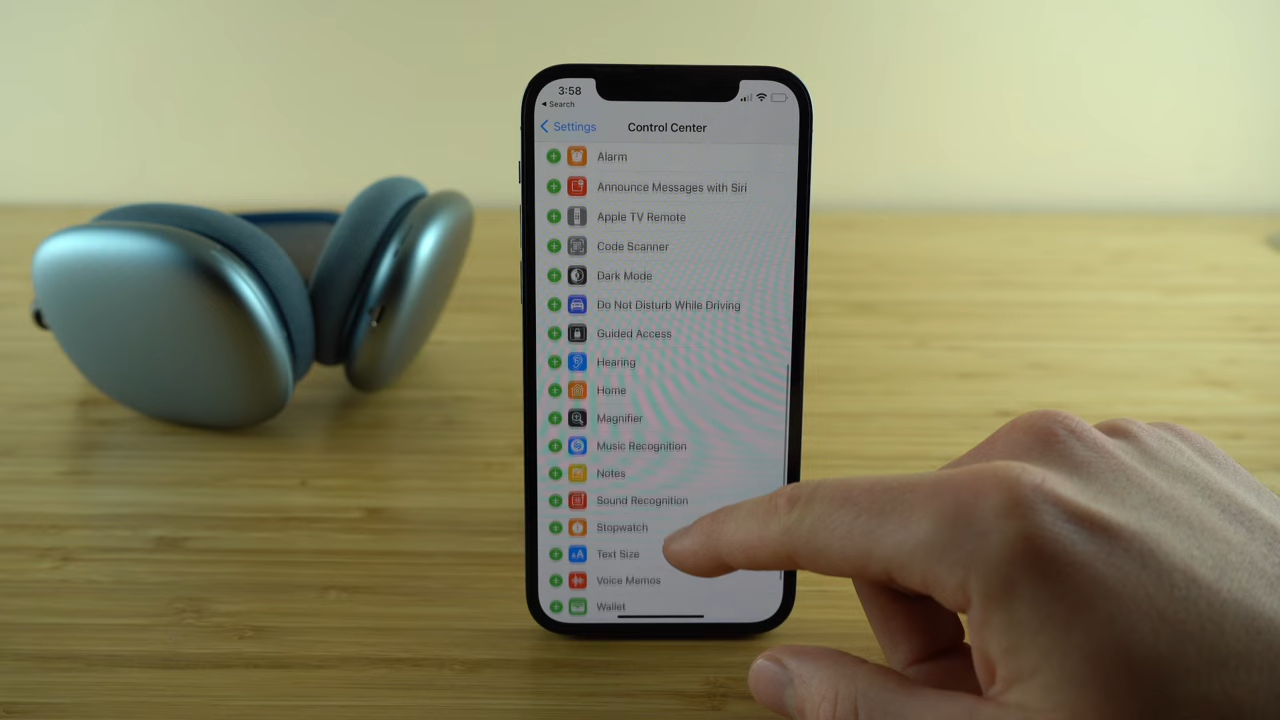 3:58
◀ Search
Settings
Control Center
Alarm
Announce Messages with Siri
Apple TV Remote
Code Scanner
Dark Mode
Do Not Disturb While Driving
Guided Access
Hearing
Home
Magnifier
Music Recognition
Notes
Sound Recognition
Stopwatch
AA Text Size
Voice Memos
Wallet